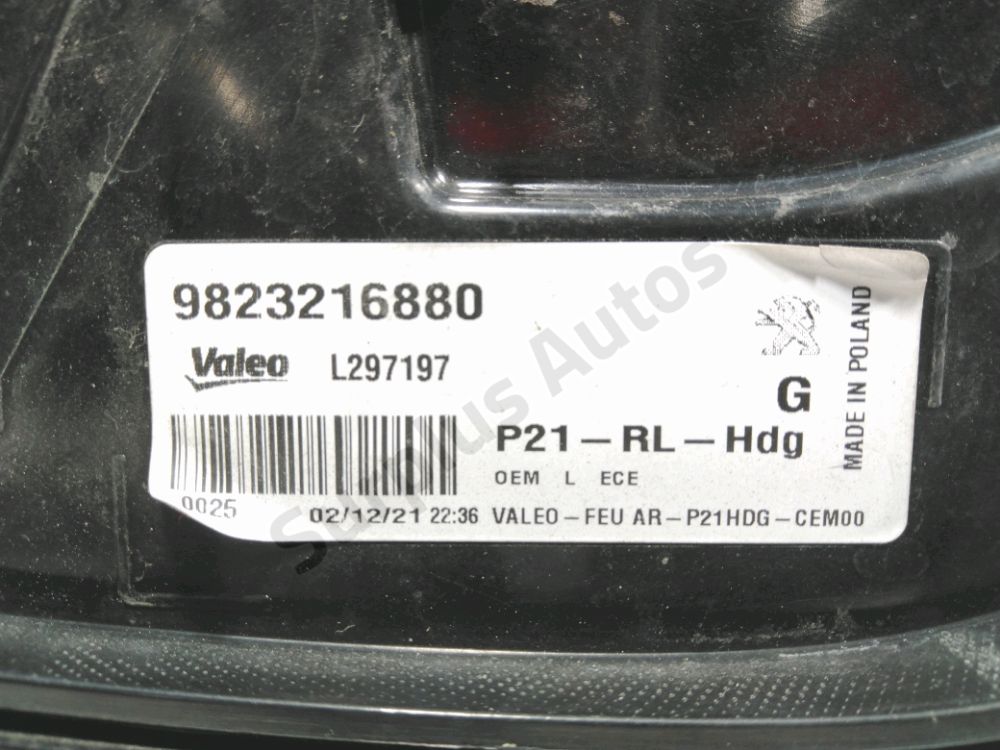 9823216880
Valeo L297197
G
P21-RL-Hdg
OEM L ECE
0025 02/12/21 22:36 VALEO-FEU AR-P21HDG-CEM00
MADE IN POLAND
Surplus Autos